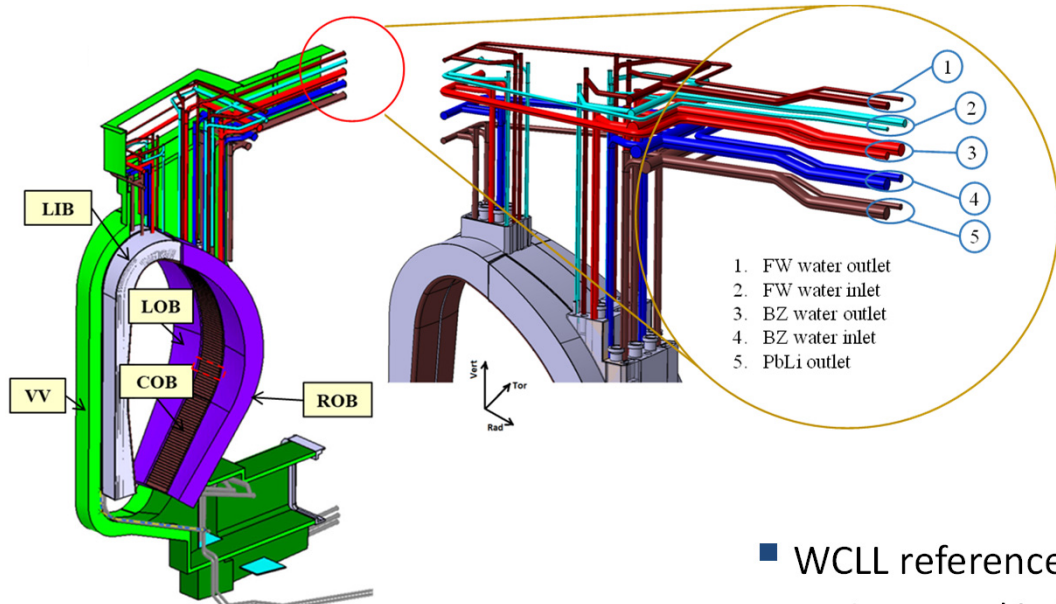 LIB
LOB
COB
VV
ROB
1
2
3
4
5
1. FW water outlet
2. FW water inlet
3. BZ water outlet
4. BZ water inlet
5. PbLi outlet
Vert
Tor
Rad
WCLL reference